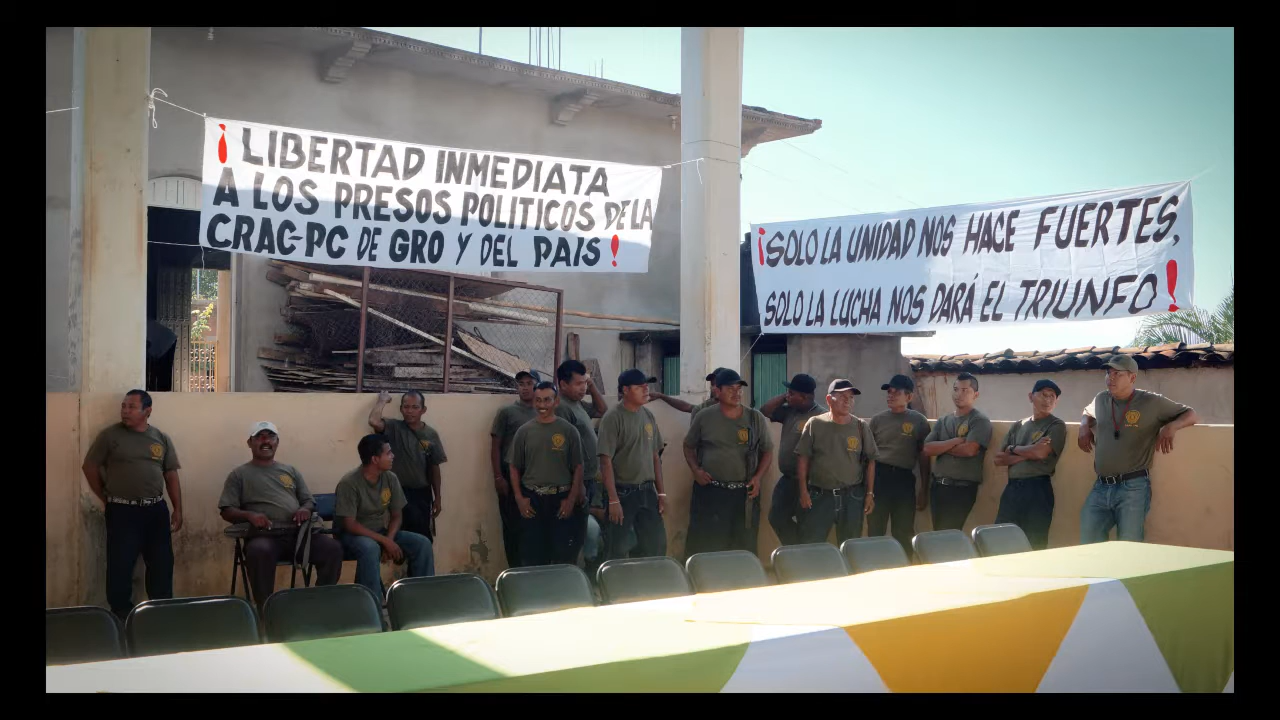 ¡LIBERTAD INMEDIATA
A LOS PRESOS POLITICOS DE LA
CRAC-PC DE GRO Y DEL PAIS!
¡SOLO LA UNIDAD NOS HACE FUERTES,
SOLO LA LUCHA NOS DARÁ EL TRIUNFO!